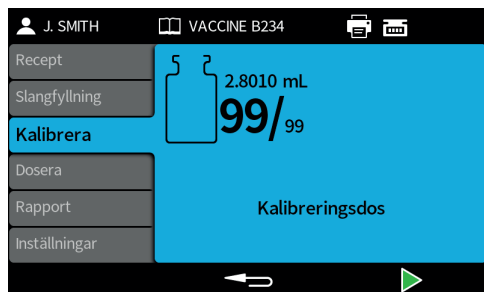 J. SMITH VACCINE B234
Recept
Slangfyllning
Kalibrera
Dosera
Rapport
Inställningar
2.8010 mL
99/99
Kalibreringsdos